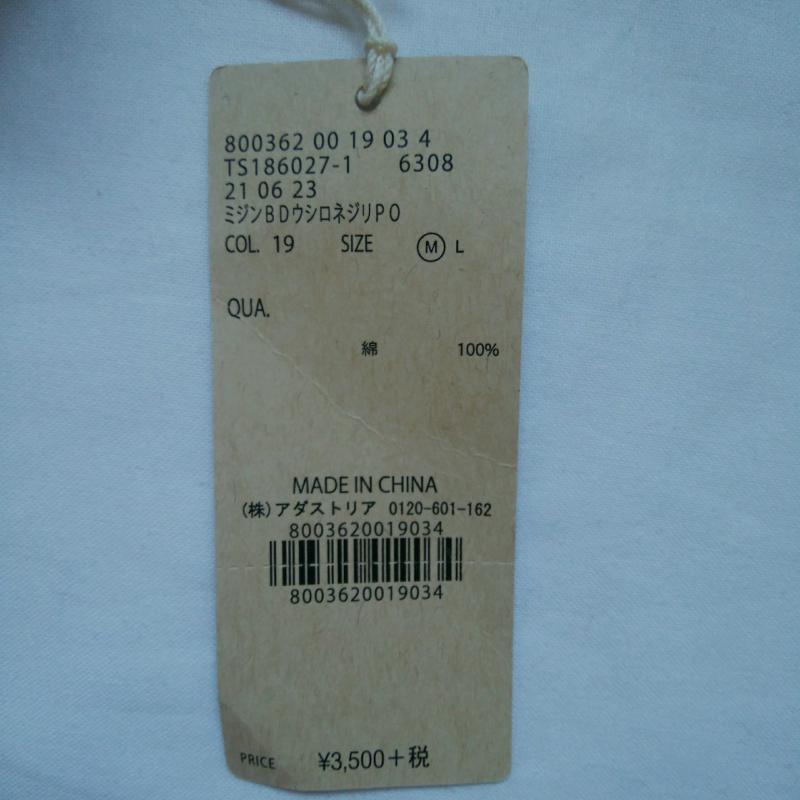 800362 00 19 03 4
TS186027-1 6308
21 06 23
ミジンBDウシロネジリPO
COL. 19 SIZE M L
QUA.
綿 100%
MADE IN CHINA
(株)アダストリア 0120-601-162
8003620019034
8003620019034
PRICE ¥3,500+税